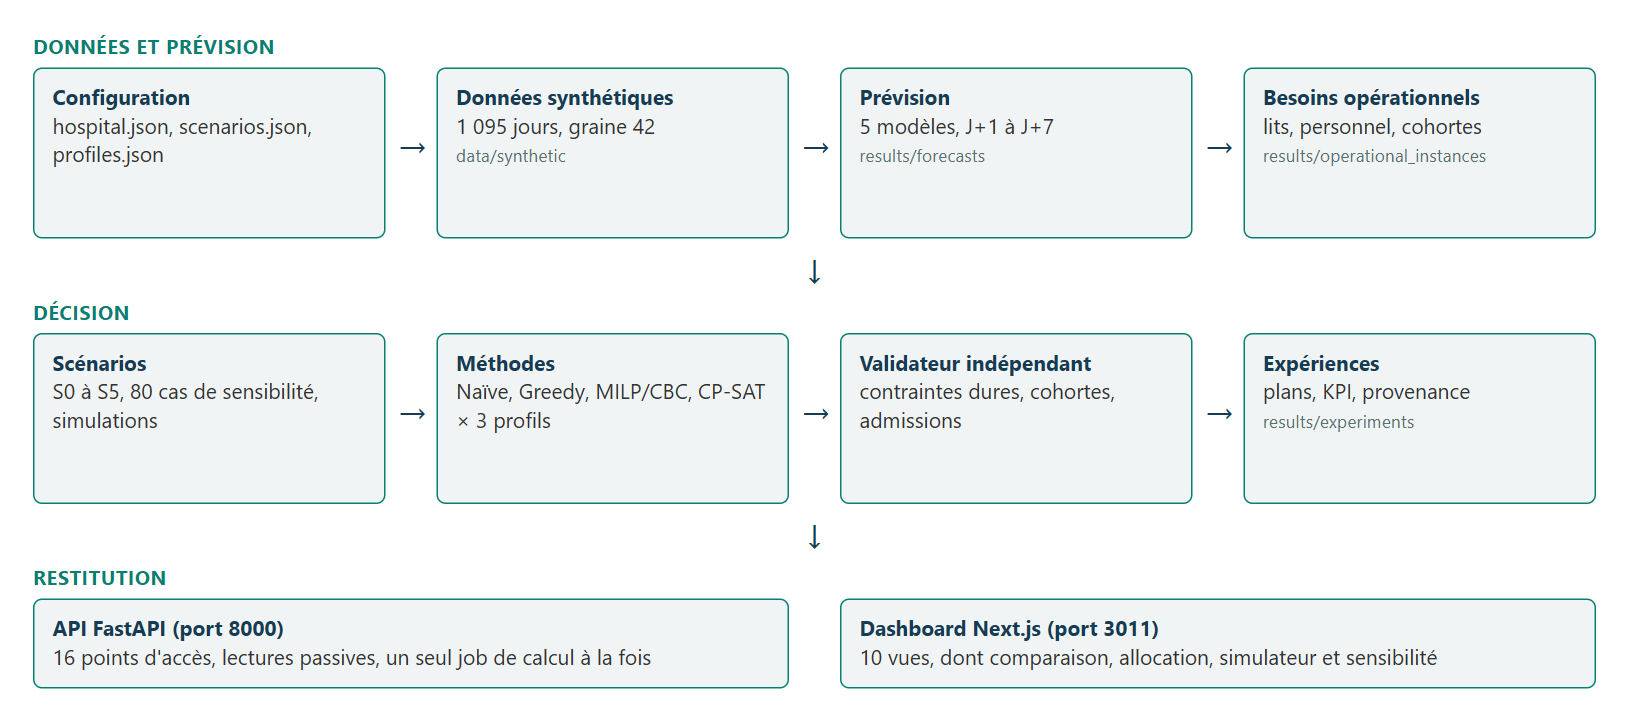 DONNÉES ET PRÉVISION
Configuration
hospital.json, scenarios.json,
profiles.json
→
Données synthétiques
1 095 jours, graine 42
data/synthetic
→
Prévision
5 modèles, J+1 à J+7
results/forecasts
→
Besoins opérationnels
lits, personnel, cohortes
results/operational_instances
↓
DÉCISION
Scénarios
S0 à S5, 80 cas de sensibilité,
simulations
→
Méthodes
Naïve, Greedy, MILP/CBC, CP-SAT
× 3 profils
→
Validateur indépendant
contraintes dures, cohortes,
admissions
→
Expériences
plans, KPI, provenance
results/experiments
↓
RESTITUTION
API FastAPI (port 8000)
16 points d'accès, lectures passives, un seul job de calcul à la fois
Dashboard Next.js (port 3011)
10 vues, dont comparaison, allocation, simulateur et sensibilité